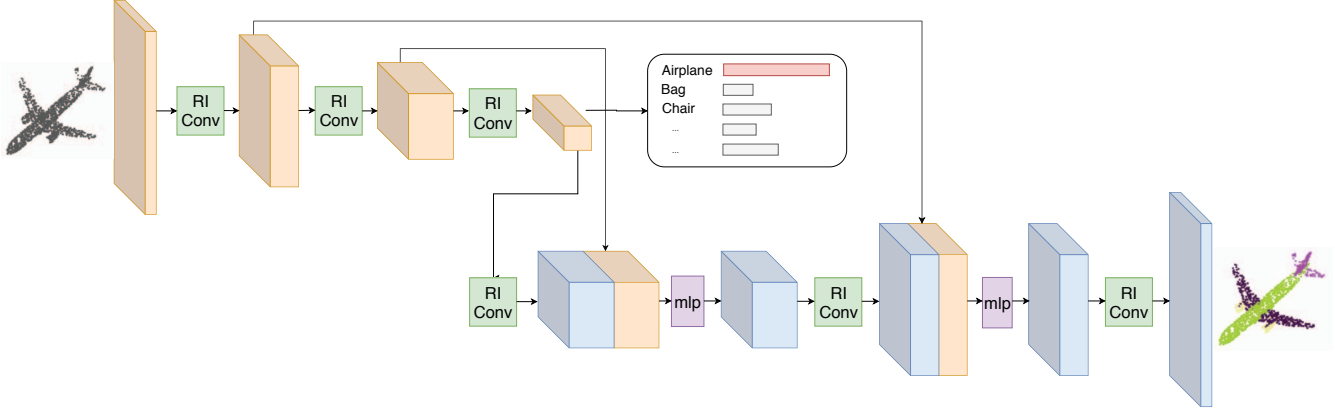 RI
Conv
RI
Conv
RI
Conv
Airplane
Bag
Chair
...
...
RI
Conv
mlp
RI
Conv
mlp
RI
Conv